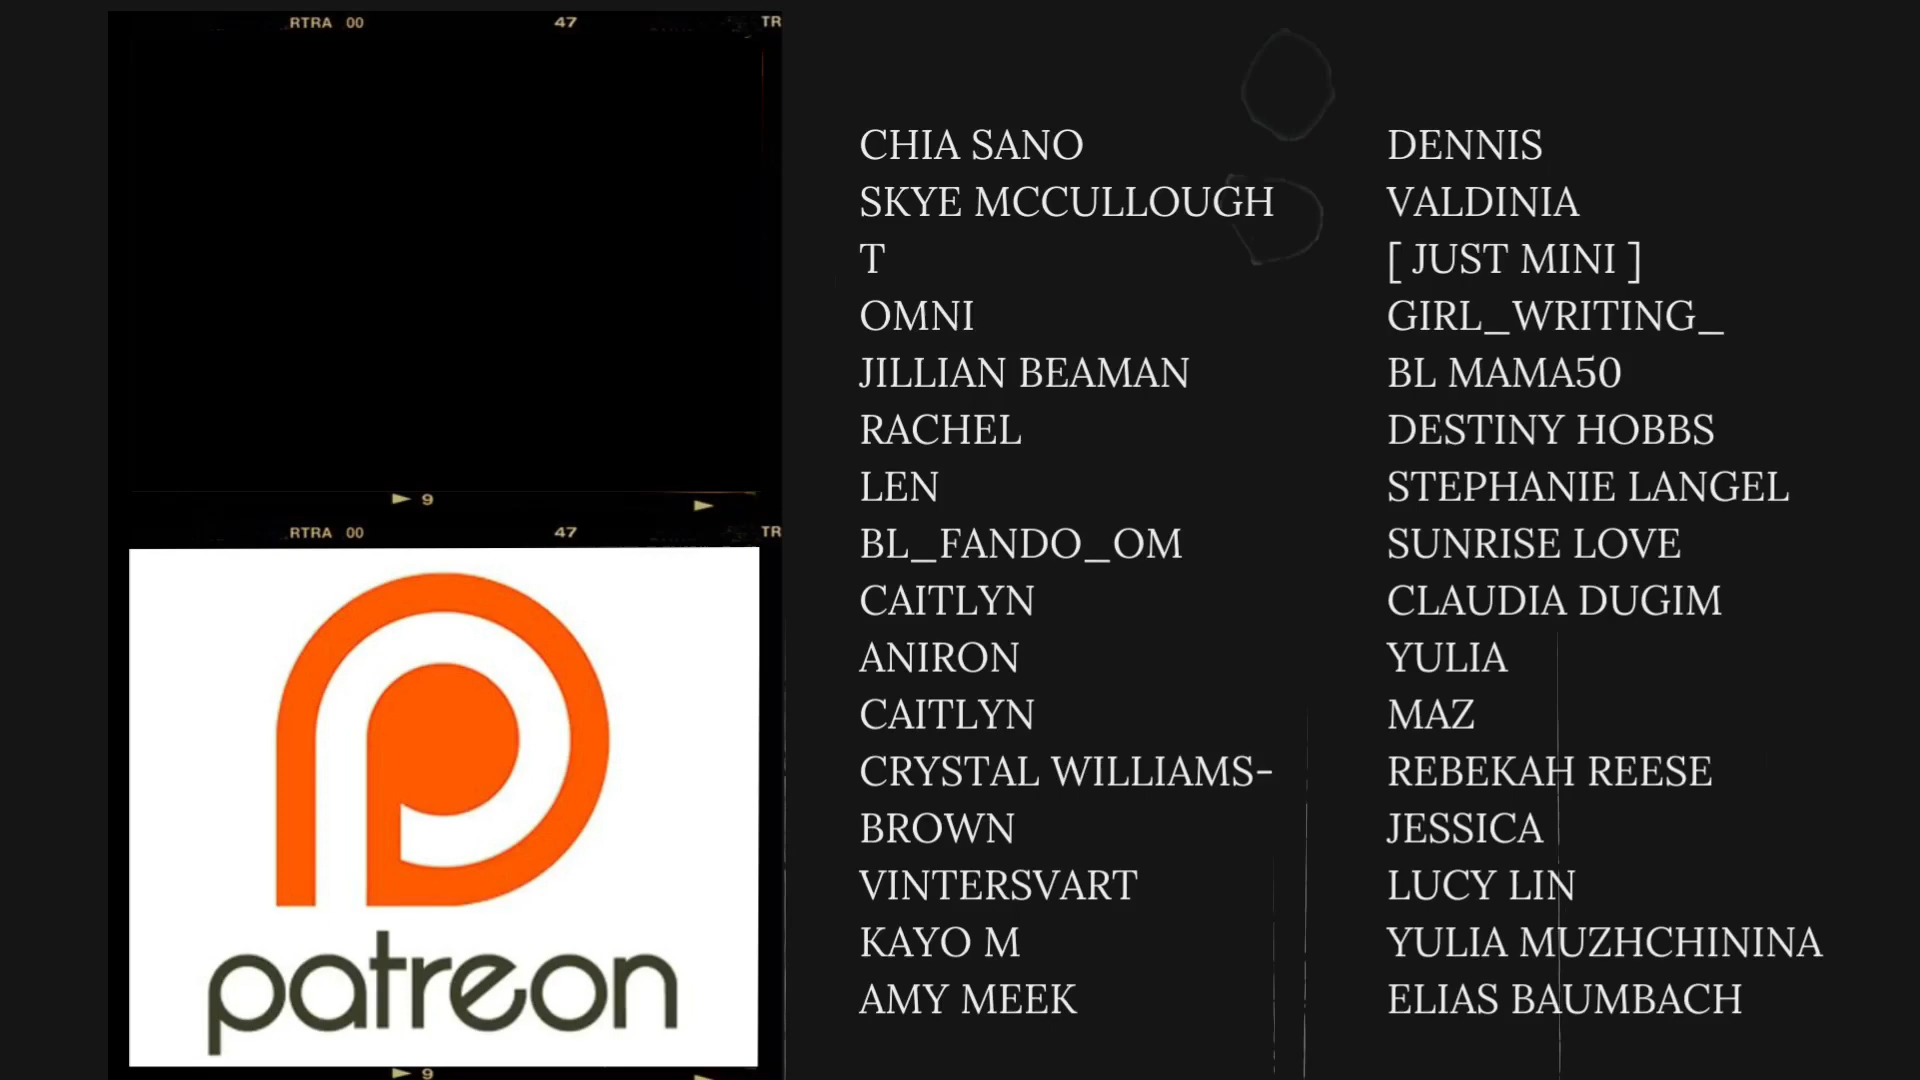 RTRA 00 47 TR
9
RTRA 00 47 TR
patreon
9
CHIA SANO
SKYE MCCULLOUGH
T
OMNI
JILLIAN BEAMAN
RACHEL
LEN
BL_FANDO_OM
CAITLYN
ANIRON
CAITLYN
CRYSTAL WILLIAMS-
BROWN
VINTERSVART
KAYO M
AMY MEEK
DENNIS
VALDINIA
[ JUST MINI ]
GIRL_WRITING_
BL MAMA50
DESTINY HOBBS
STEPHANIE LANGEL
SUNRISE LOVE
CLAUDIA DUGIM
YULIA
MAZ
REBEKAH REESE
JESSICA
LUCY LIN
YULIA MUZHCHININA
ELIAS BAUMBACH